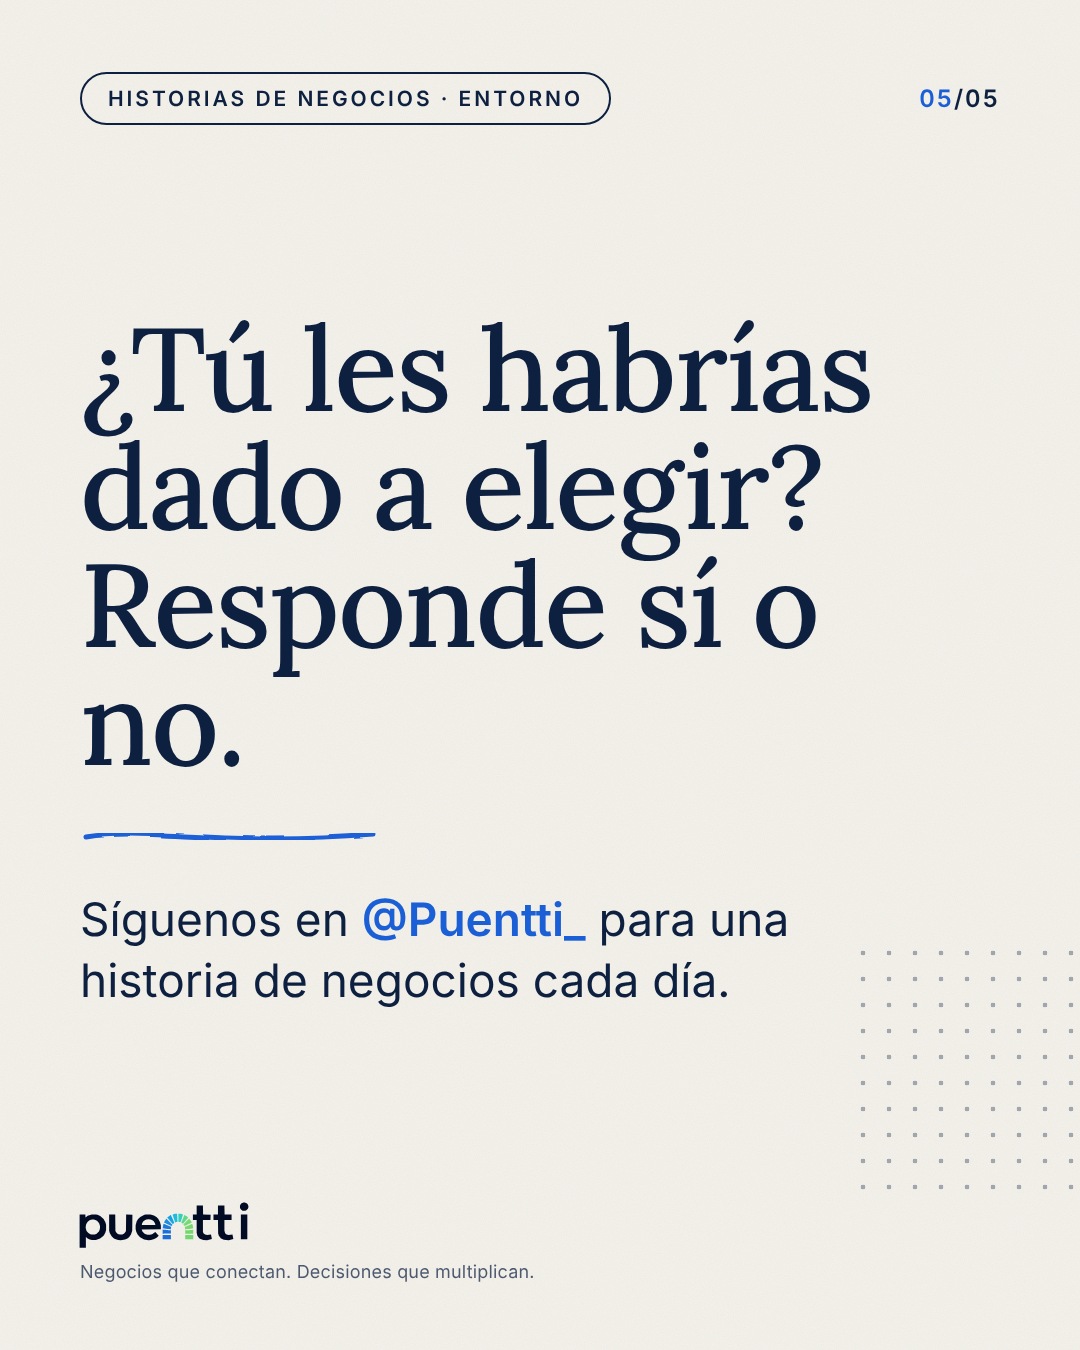 HISTORIAS DE NEGOCIOS · ENTORNO
05/05
¿Tú les habrías
dado a elegir?
Responde sí o
no.
Síguenos en @Puentti_ para una
historia de negocios cada día.
puentti
Negocios que conectan. Decisiones que multiplican.